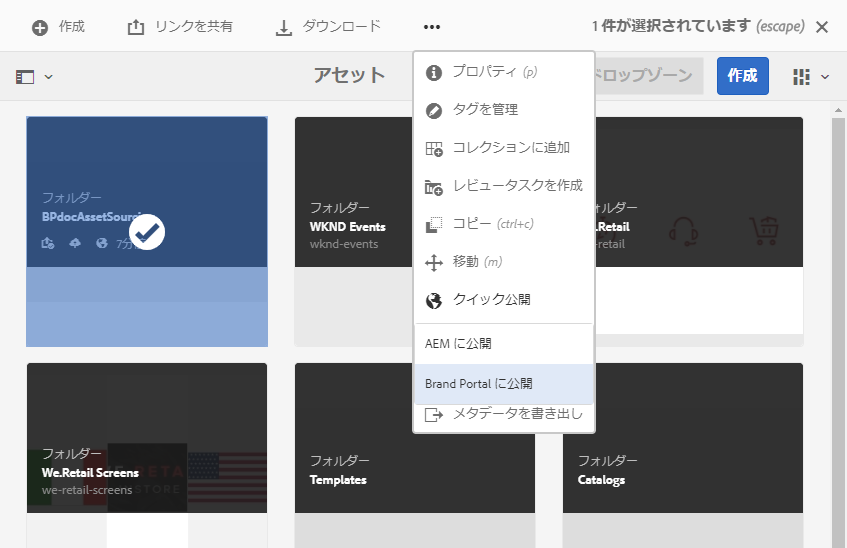 作成
リンクを共有
ダウンロード
•••
1 件が選択されています (escape)
アセット
ドロップゾーン
作成
プロパティ (p)
タグを管理
コレクションに追加
レビュータスクを作成
コピー (ctrl+c)
移動 (m)
クイック公開
AEM に公開
Brand Portal に公開
メタデータを書き出し
フォルダー
BPdocAssetSourci
7分
フォルダー
WKND Events
wknd-events
ルダー
.Retail
-retail
フォルダー
We.Retail Screens
we-retail-screens
RETA
STORE
フォルダー
Templates
フォルダー
Catalogs